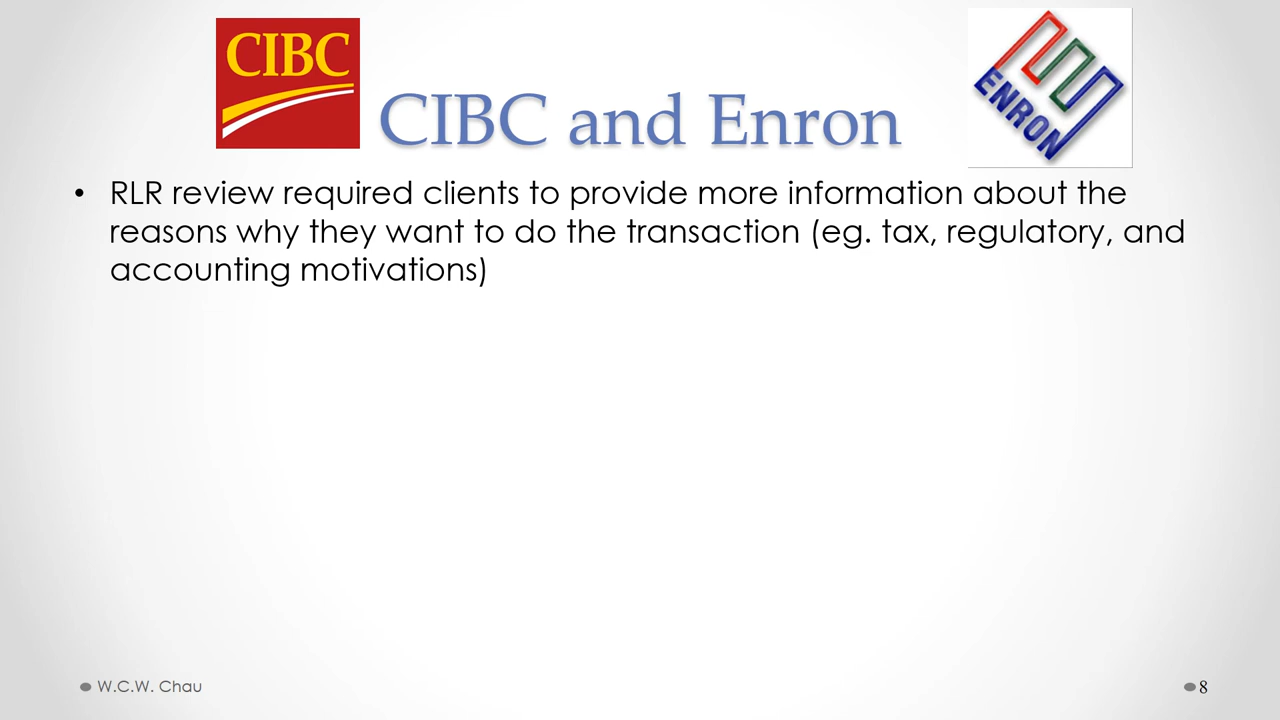 CIBC
ENRON
CIBC and Enron
• RLR review required clients to provide more information about the
reasons why they want to do the transaction (eg. tax, regulatory, and
accounting motivations)
W.C.W. Chau
8